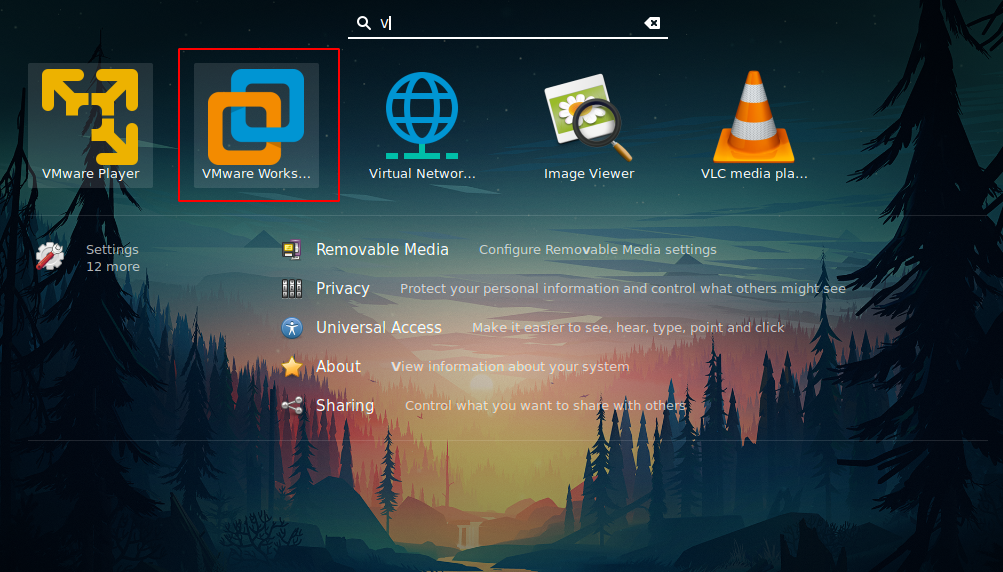 v
VMware Player
VMware Works...
Virtual Networ...
Image Viewer
VLC media pla...
Settings
12 more
Removable Media Configure Removable Media settings
Privacy Protect your personal information and control what others might see
Universal Access Make it easier to see, hear, type, point and click
About View information about your system
Sharing Control what you want to share with others